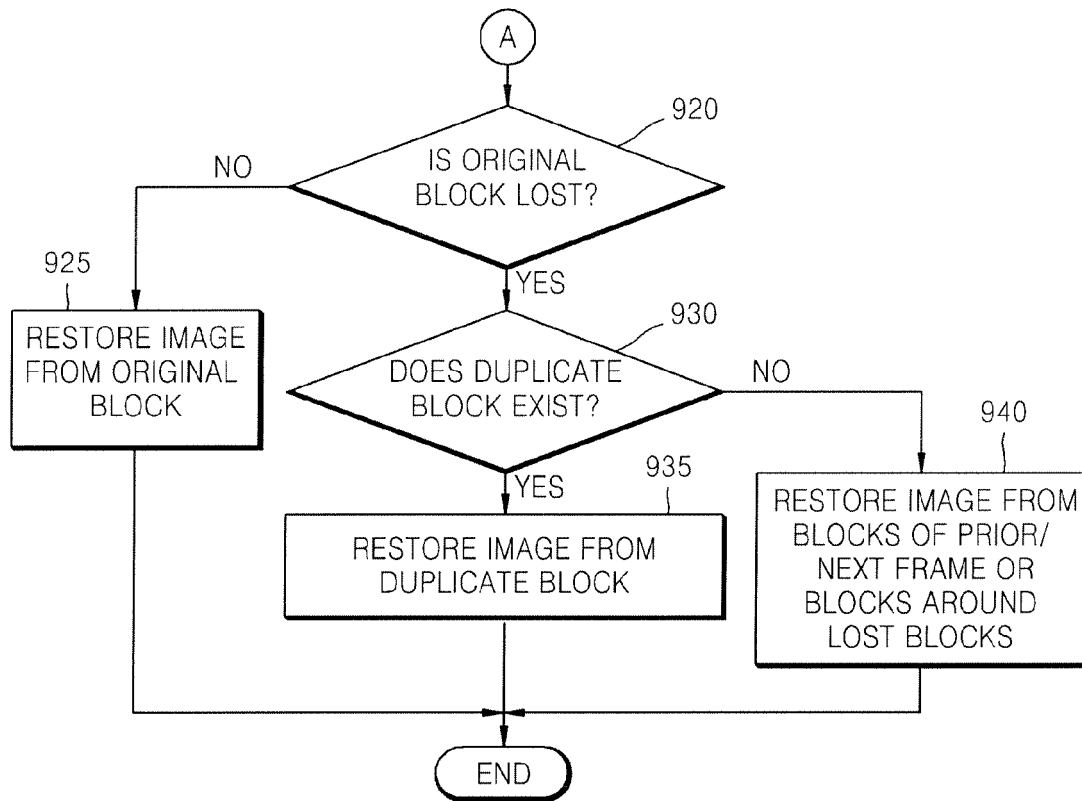 A
920
IS ORIGINAL
BLOCK LOST?
NO
YES
925
RESTORE IMAGE
FROM ORIGINAL
BLOCK
930
DOES DUPLICATE
BLOCK EXIST?
NO
YES
935
RESTORE IMAGE FROM
DUPLICATE BLOCK
940
RESTORE IMAGE FROM
BLOCKS OF PRIOR/
NEXT FRAME OR
BLOCKS AROUND
LOST BLOCKS
END